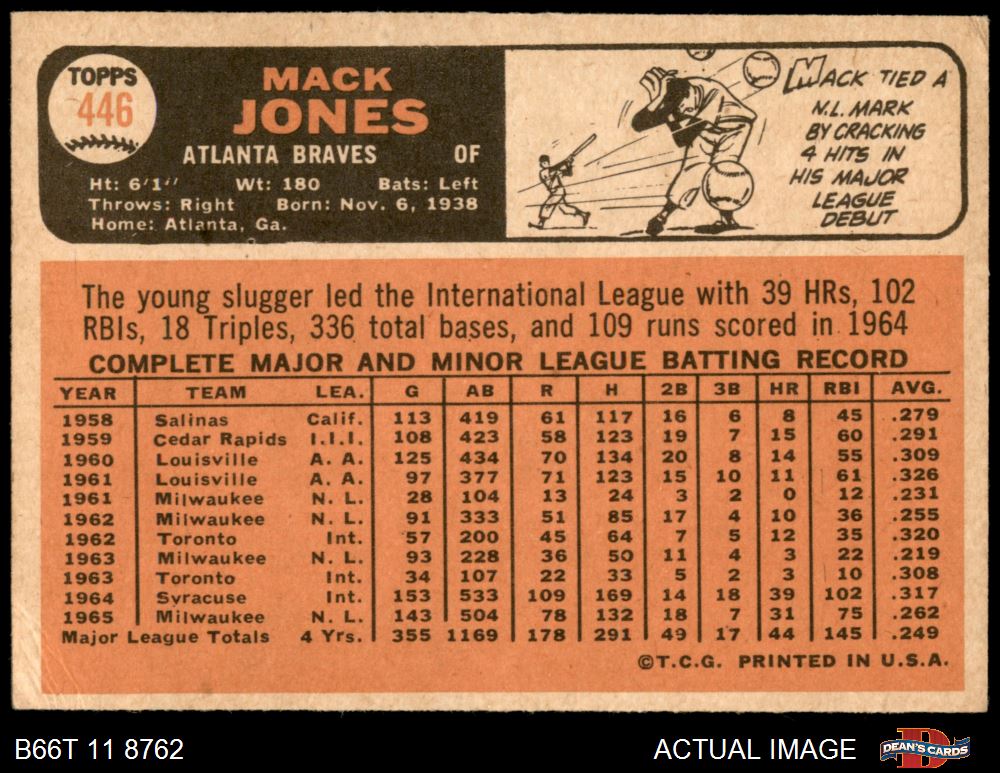 TOPPS
446
MACK
JONES
ATLANTA BRAVES OF
Ht: 6'1" Wt: 180 Bats: Left
Throws: Right Born: Nov. 6, 1938
Home: Atlanta, Ga.
MACK TIED A
N.L. MARK
BY CRACKING
4 HITS IN
HIS MAJOR
LEAGUE
DEBUT
The young slugger led the International League with 39 HRs, 102
RBIs, 18 Triples, 336 total bases, and 109 runs scored in 1964
COMPLETE MAJOR AND MINOR LEAGUE BATTING RECORD
YEAR TEAM LEA. G AB R H 2B 3B HR RBI AVG.
1958 Salinas Calif. 113 419 61 117 16 6 8 45 .279
1959 Cedar Rapids I.I.I. 108 423 58 123 19 7 15 60 .291
1960 Louisville A. A. 125 434 70 134 20 8 14 55 .309
1961 Louisville A. A. 97 377 71 123 15 10 11 61 .326
1961 Milwaukee N. L. 28 104 13 24 3 2 0 12 .231
1962 Milwaukee N. L. 91 333 51 85 17 4 10 36 .255
1962 Toronto Int. 57 200 45 64 7 5 12 35 .320
1963 Milwaukee N. L. 93 228 36 50 11 4 3 22 .219
1963 Toronto Int. 34 107 22 33 5 2 3 10 .308
1964 Syracuse Int. 153 533 109 169 14 18 39 102 .317
1965 Milwaukee N. L. 143 504 78 132 18 7 31 75 .262
Major League Totals 4 Yrs. 355 1169 178 291 49 17 44 145 .249
©T.C.G. PRINTED IN U.S.A.
B66T 11 8762 ACTUAL IMAGE DEAN'S CARDS